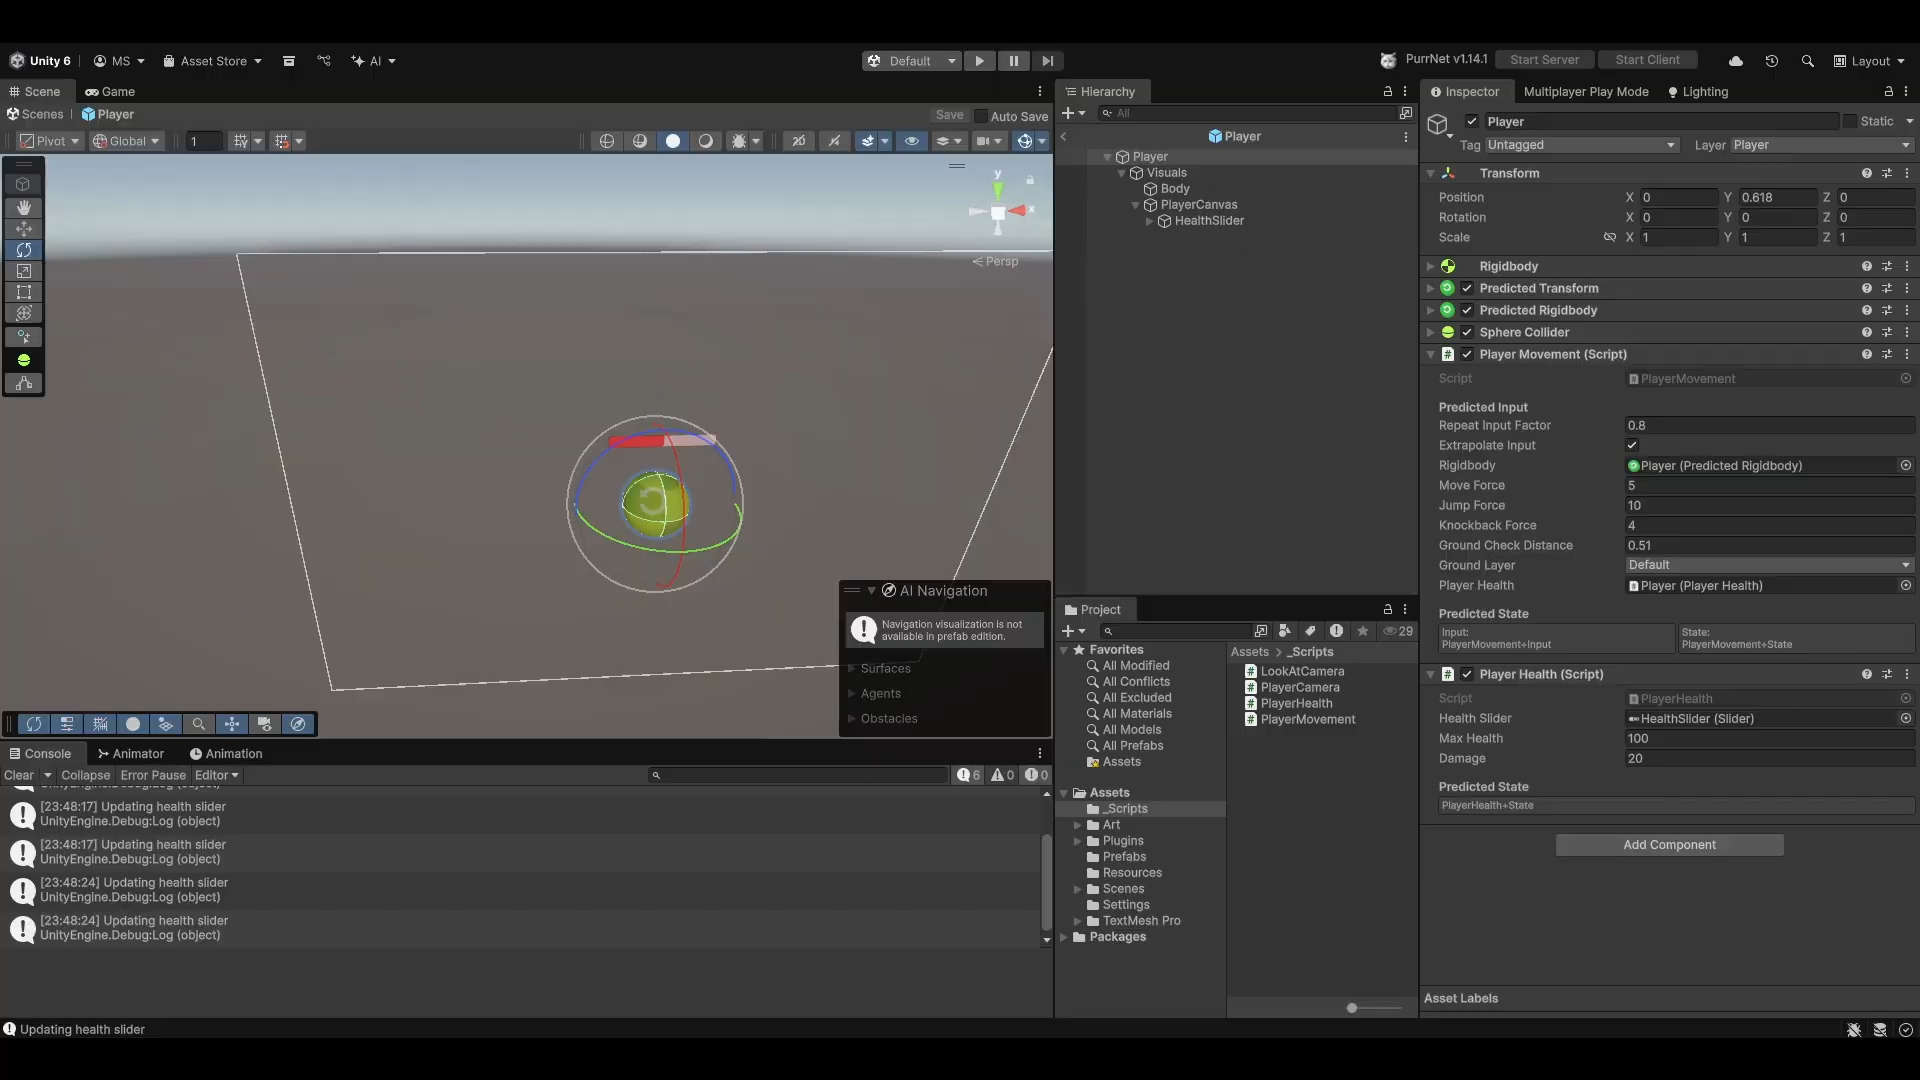 Unity 6
MS
Asset Store
AI
Default
PurrNet v1.14.1
Start Server
Start Client
Layout
Scene
Game
Scenes
Player
Save
Auto Save
Pivot
Global
1
2D
y
x
Persp
AI Navigation
Navigation visualization is not
available in prefab edition.
Surfaces
Agents
Obstacles
Hierarchy
All
Player
Player
Visuals
Body
PlayerCanvas
HealthSlider
Project
29
Favorites
All Modified
All Conflicts
All Excluded
All Materials
All Models
All Prefabs
Assets
Assets
_Scripts
Art
Plugins
Prefabs
Resources
Scenes
Settings
TextMesh Pro
Packages
Assets > _Scripts
LookAtCamera
PlayerCamera
PlayerHealth
PlayerMovement
Console
Animator
Animation
Clear
Collapse
Error Pause
Editor
6
0
0
UnityEngine.Debug:Log (object)
[23:48:17] Updating health slider
UnityEngine.Debug:Log (object)
[23:48:17] Updating health slider
UnityEngine.Debug:Log (object)
[23:48:24] Updating health slider
UnityEngine.Debug:Log (object)
[23:48:24] Updating health slider
UnityEngine.Debug:Log (object)
Updating health slider
Inspector
Multiplayer Play Mode
Lighting
Player
Static
Tag Untagged
Layer Player
Transform
Position X 0 Y 0.618 Z 0
Rotation X 0 Y 0 Z 0
Scale X 1 Y 1 Z 1
Rigidbody
Predicted Transform
Predicted Rigidbody
Sphere Collider
Player Movement (Script)
Script PlayerMovement
Predicted Input
Repeat Input Factor 0.8
Extrapolate Input
Rigidbody Player (Predicted Rigidbody)
Move Force 5
Jump Force 10
Knockback Force 4
Ground Check Distance 0.51
Ground Layer Default
Player Health Player (Player Health)
Predicted State
Input:
PlayerMovement+Input
State:
PlayerMovement+State
Player Health (Script)
Script PlayerHealth
Health Slider HealthSlider (Slider)
Max Health 100
Damage 20
Predicted State
PlayerHealth+State
Add Component
Asset Labels